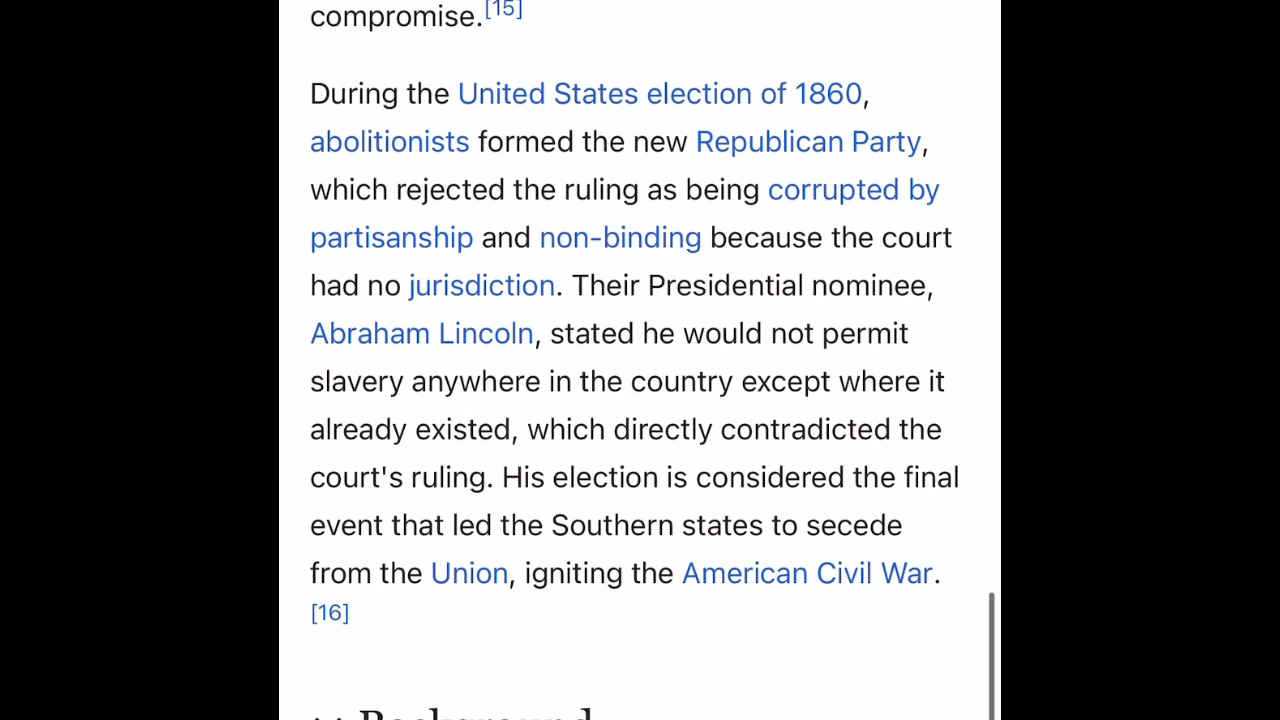 compromise.[15]
During the United States election of 1860,
abolitionists formed the new Republican Party,
which rejected the ruling as being corrupted by
partisanship and non-binding because the court
had no jurisdiction. Their Presidential nominee,
Abraham Lincoln, stated he would not permit
slavery anywhere in the country except where it
already existed, which directly contradicted the
court's ruling. His election is considered the final
event that led the Southern states to secede
from the Union, igniting the American Civil War.
[16]
Background